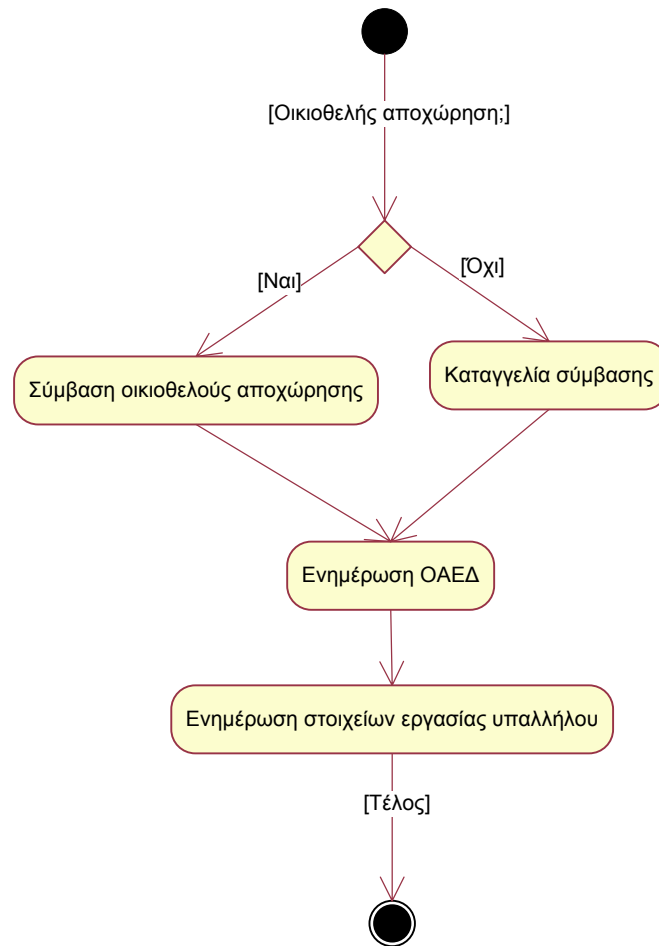 [Οικιοθελής αποχώρηση;]
[Ναι]
[Όχι]
Σύμβαση οικιοθελούς αποχώρησης
Καταγγελία σύμβασης
Ενημέρωση ΟΑΕΔ
Ενημέρωση στοιχείων εργασίας υπαλλήλου
[Τέλος]